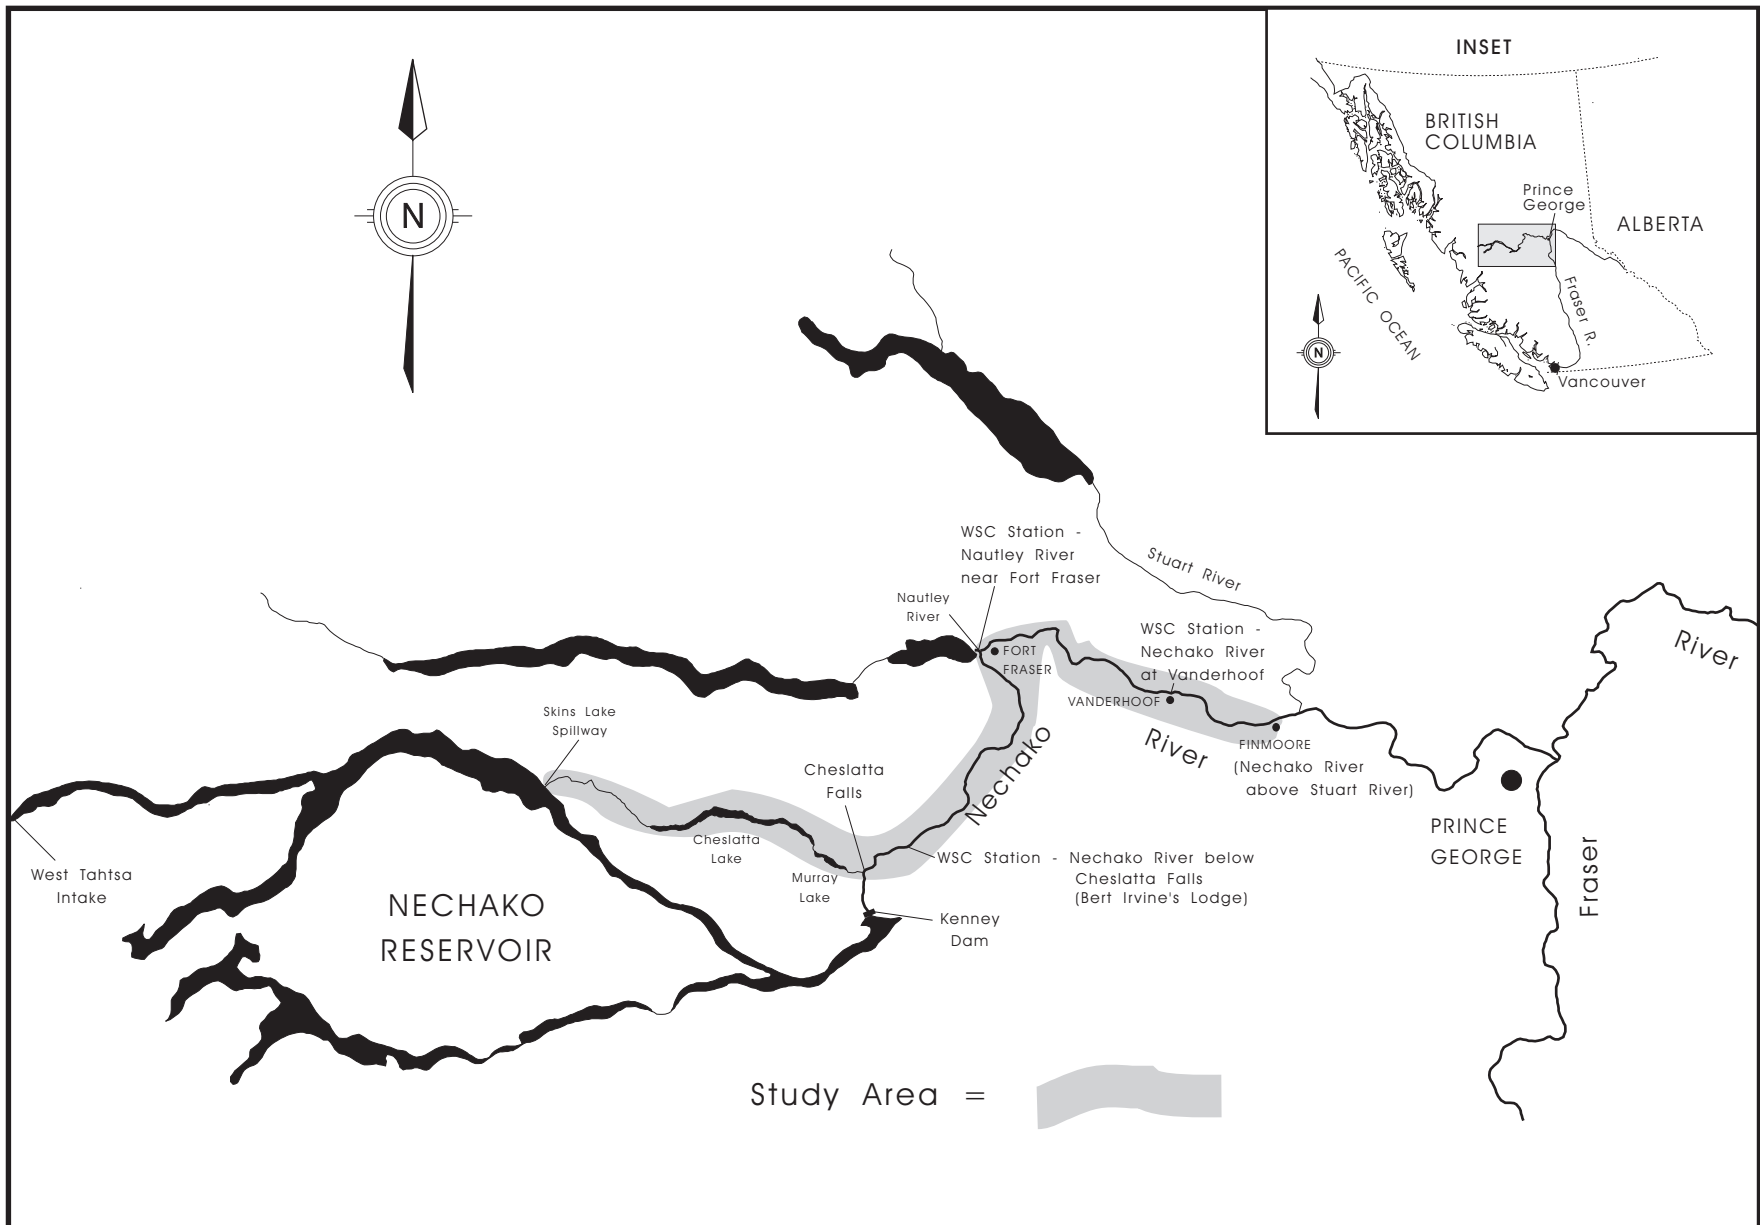 INSET
BRITISH
COLUMBIA
Prince
George
ALBERTA
PACIFIC OCEAN
Fraser R.
N
Vancouver
N
WSC Station -
Nautley River
near Fort Fraser
Stuart River
Nautley
River
FORT
FRASER
WSC Station -
Nechako River
at Vanderhoof
VANDERHOOF
River
River
FINMOORE
(Nechako River
above Stuart River)
Skins Lake
Spillway
Nechako
Cheslatta
Falls
Cheslatta
Lake
Murray
Lake
WSC Station - Nechako River below
Cheslatta Falls
(Bert Irvine's Lodge)
PRINCE
GEORGE
Fraser
West Tahtsa
Intake
NECHAKO
RESERVOIR
Kenney
Dam
Study Area =